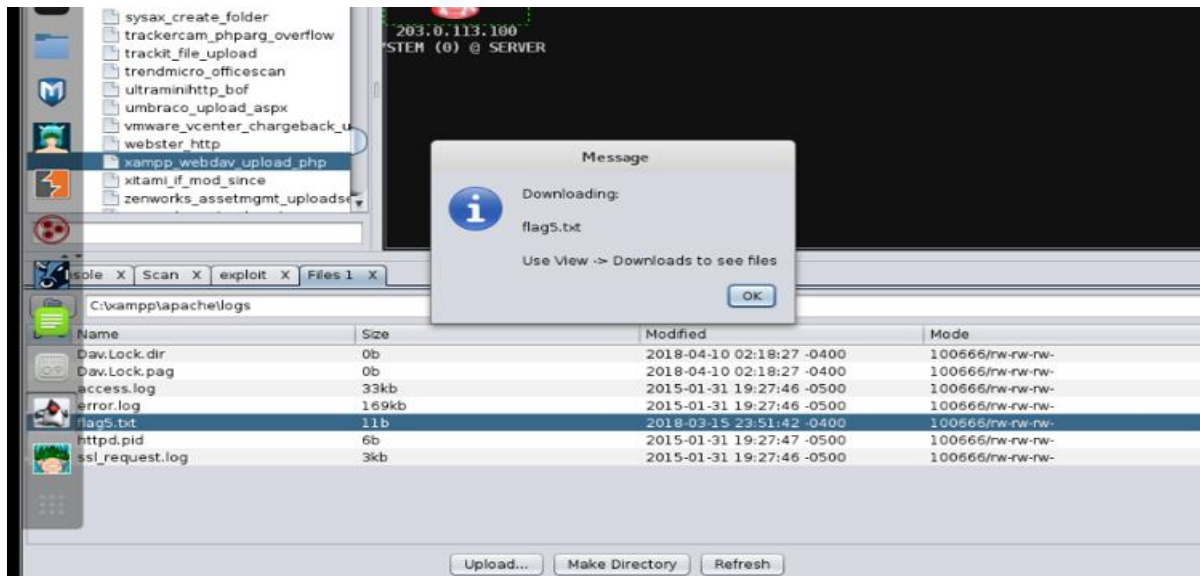 sysax_create_folder
trackercam_phparg_overflow
trackit_file_upload
trendmicro_officescan
ultraminihttp_bof
umbraco_upload_aspx
vmware_vcenter_chargeback_u
webster_http
xampp_webdav_upload_php
xitami_if_mod_since
zenworks_assetmgmt_uploadse
203.0.113.100
STEM (0) @ SERVER
Message
Downloading:
flag5.txt
Use View -> Downloads to see files
OK
sole X Scan X exploit X Files 1 X
C:\xampp\apache\logs
Name Size Modified Mode
Dav.Lock.dir 0b 2018-04-10 02:18:27 -0400 100666/rw-rw-rw-
Dav.Lock.pag 0b 2018-04-10 02:18:27 -0400 100666/rw-rw-rw-
access.log 33kb 2015-01-31 19:27:46 -0500 100666/rw-rw-rw-
error.log 169kb 2015-01-31 19:27:46 -0500 100666/rw-rw-rw-
flag5.txt 11b 2018-03-15 23:51:42 -0400 100666/rw-rw-rw-
httpd.pid 6b 2015-01-31 19:27:47 -0500 100666/rw-rw-rw-
ssl_request.log 3kb 2015-01-31 19:27:46 -0500 100666/rw-rw-rw-
Upload... Make Directory Refresh